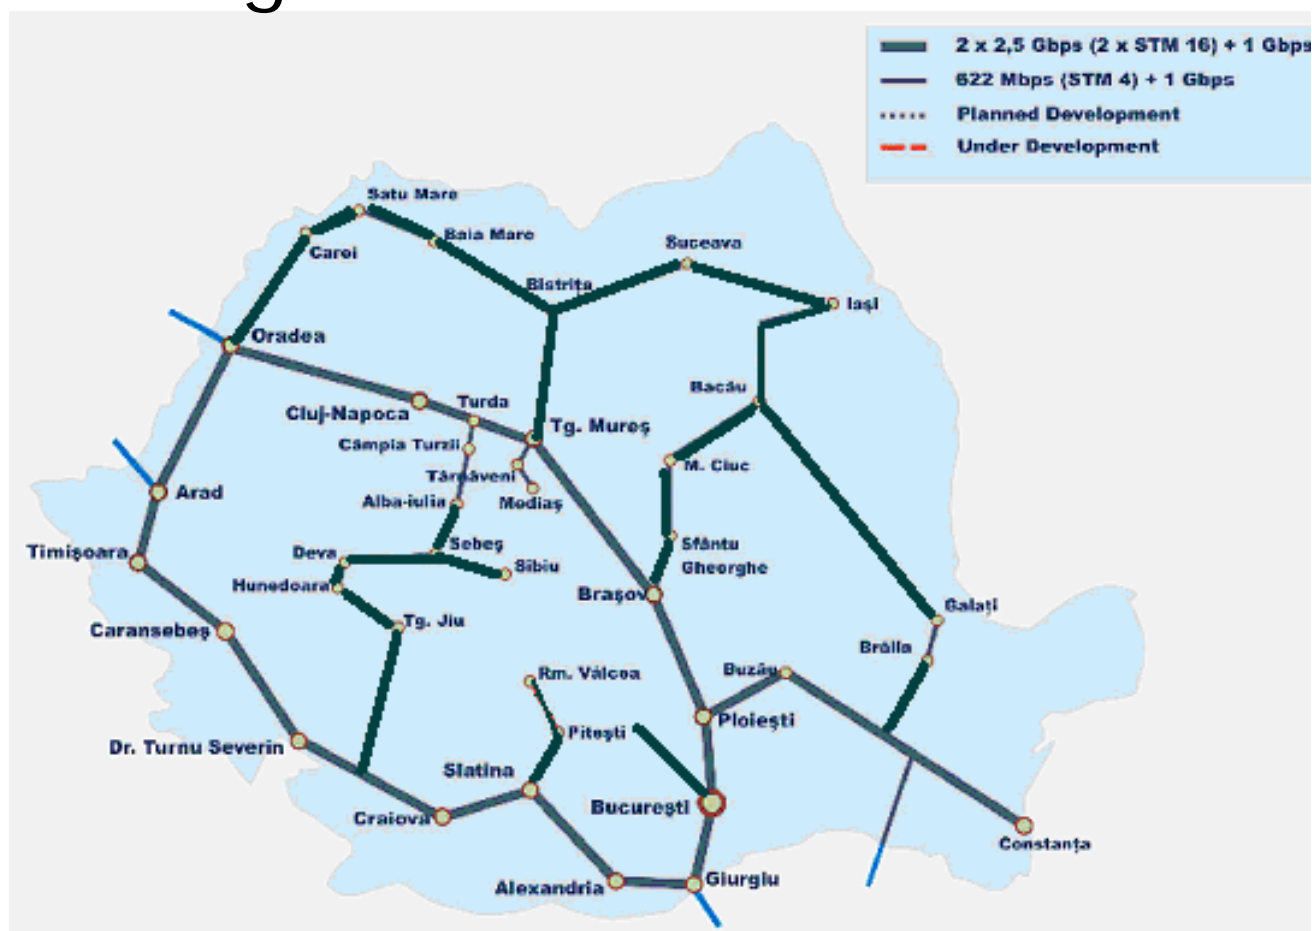 2 x 2,5 Gbps (2 x STM 16) + 1 Gbps
622 Mbps (STM 4) + 1 Gbps
Planned Development
Under Development
Satu Mare
Baia Mare
Carei
Suceava
Bistrița
Iași
Oradea
Bacău
Turda
Cluj-Napoca
Tg. Mureș
Câmpia Turzii
M. Ciuc
Târnăveni
Arad
Alba-iulia
Mediaș
Timișoara
Deva
Sebeș
Sfântu
Gheorghe
Sibiu
Hunedoara
Brașov
Galați
Caransebeș
Tg. Jiu
Brăila
Rm. Vâlcea
Buzău
Ploiești
Pitești
Dr. Turnu Severin
Slatina
București
Craiova
Constanța
Alexandria
Giurgiu